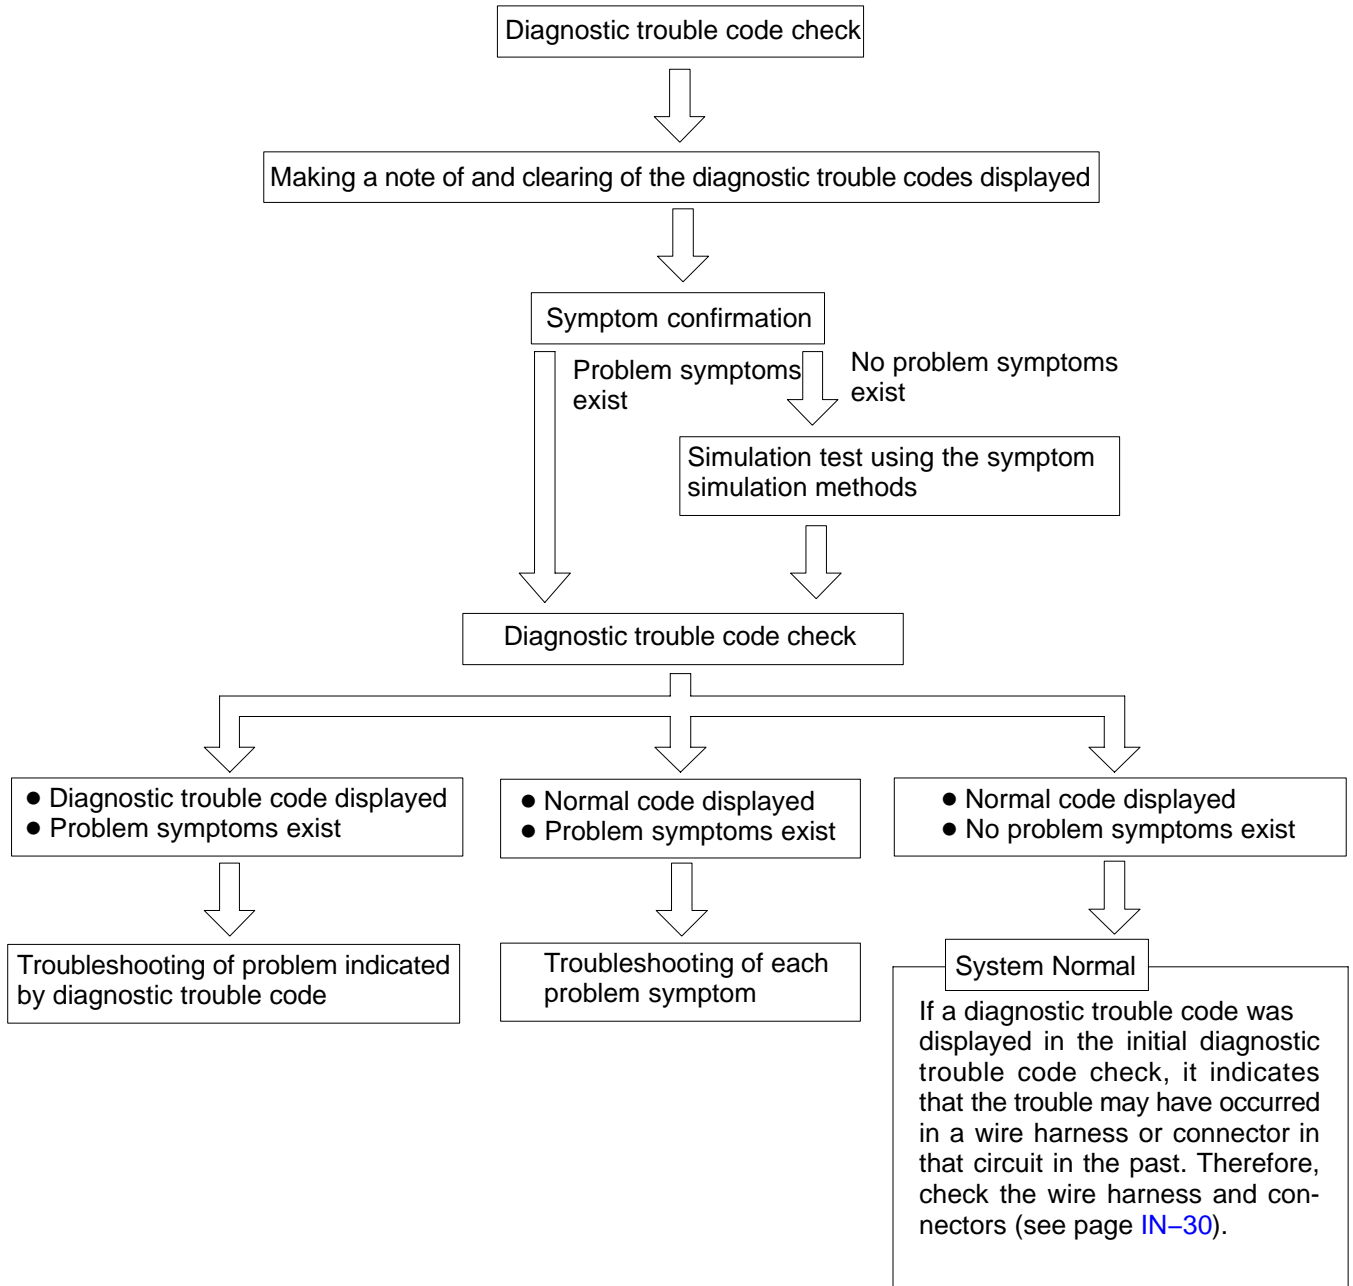 Diagnostic trouble code check
Making a note of and clearing of the diagnostic trouble codes displayed
Symptom confirmation
Problem symptoms
exist
No problem symptoms
exist
Simulation test using the symptom
simulation methods
Diagnostic trouble code check
● Diagnostic trouble code displayed
● Problem symptoms exist
● Normal code displayed
● Problem symptoms exist
● Normal code displayed
● No problem symptoms exist
Troubleshooting of problem indicated
by diagnostic trouble code
Troubleshooting of each
problem symptom
System Normal
If a diagnostic trouble code was
displayed in the initial diagnostic
trouble code check, it indicates
that the trouble may have occurred
in a wire harness or connector in
that circuit in the past. Therefore,
check the wire harness and con-
nectors (see page IN−30).